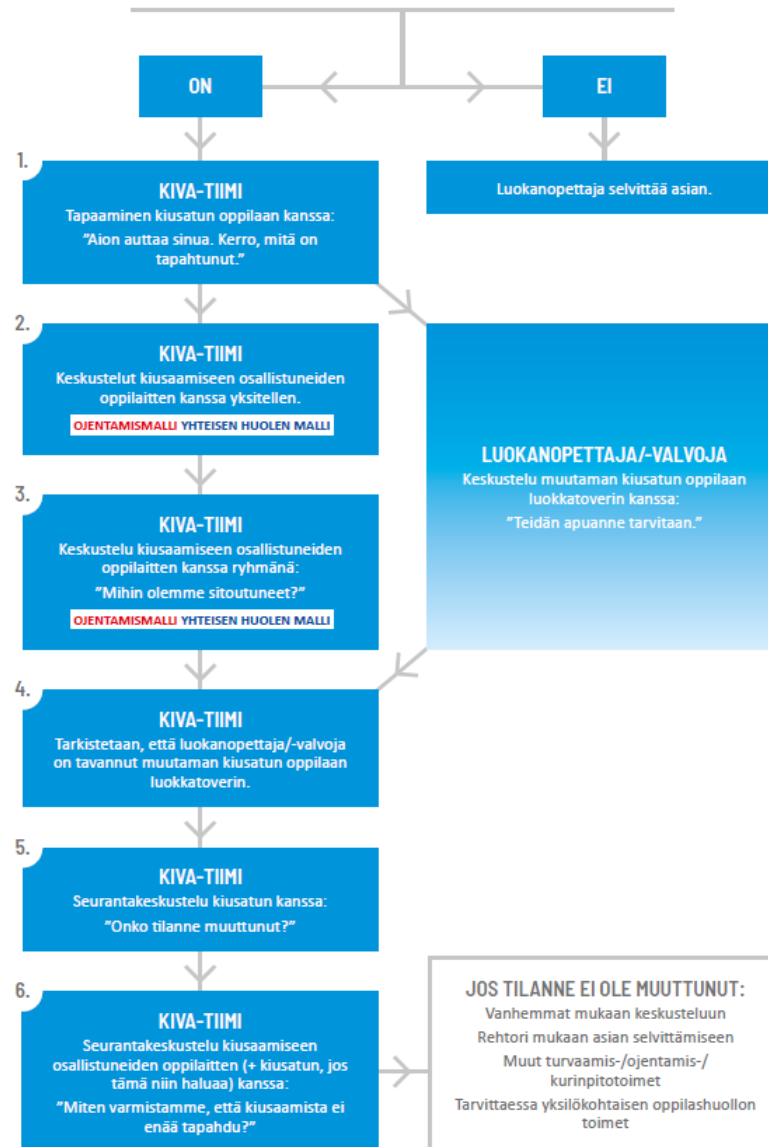 ON
EI
1.
KIVA-TIIMI
Tapaaminen kiusatun oppilaan kanssa:
”Aion auttaa sinua. Kerro, mitä on
tapahtunut.”
Luokanopettaja selvittää asian.
2.
KIVA-TIIMI
Keskustelut kiusaamiseen osallistuneiden
oppilaitten kanssa yksitellen.
OJENTAMISMALLI YHTEISEN HUOLEN MALLI
LUOKANOPETTAJA/-VALVOJA
Keskustelu muutaman kiusatun oppilaan
luokkatoverin kanssa:
”Teidän apuanne tarvitaan.”
3.
KIVA-TIIMI
Keskustelu kiusaamiseen osallistuneiden
oppilaitten kanssa ryhmänä:
”Mihin olemme sitoutuneet?”
OJENTAMISMALLI YHTEISEN HUOLEN MALLI
4.
KIVA-TIIMI
Tarkistetaan, että luokanopettaja/-valvoja
on tavannut muutaman kiusatun oppilaan
luokkatoverin.
5.
KIVA-TIIMI
Seurantakeskustelu kiusatun kanssa:
”Onko tilanne muuttunut?”
6.
KIVA-TIIMI
Seurantakeskustelu kiusaamiseen
osallistuneiden oppilaitten (+ kiusatun, jos
tämä niin haluaa) kanssa:
”Miten varmistamme, että kiusaamista ei
enää tapahdu?”
JOS TILANNE EI OLE MUUTTUNUT:
Vanhemmat mukaan keskusteluun
Rehtori mukaan asian selvittämiseen
Muut turvaamis-/ojentamis-/
kurinpitotoimet
Tarvittaessa yksilökohtaisen oppilashuollon
toimet